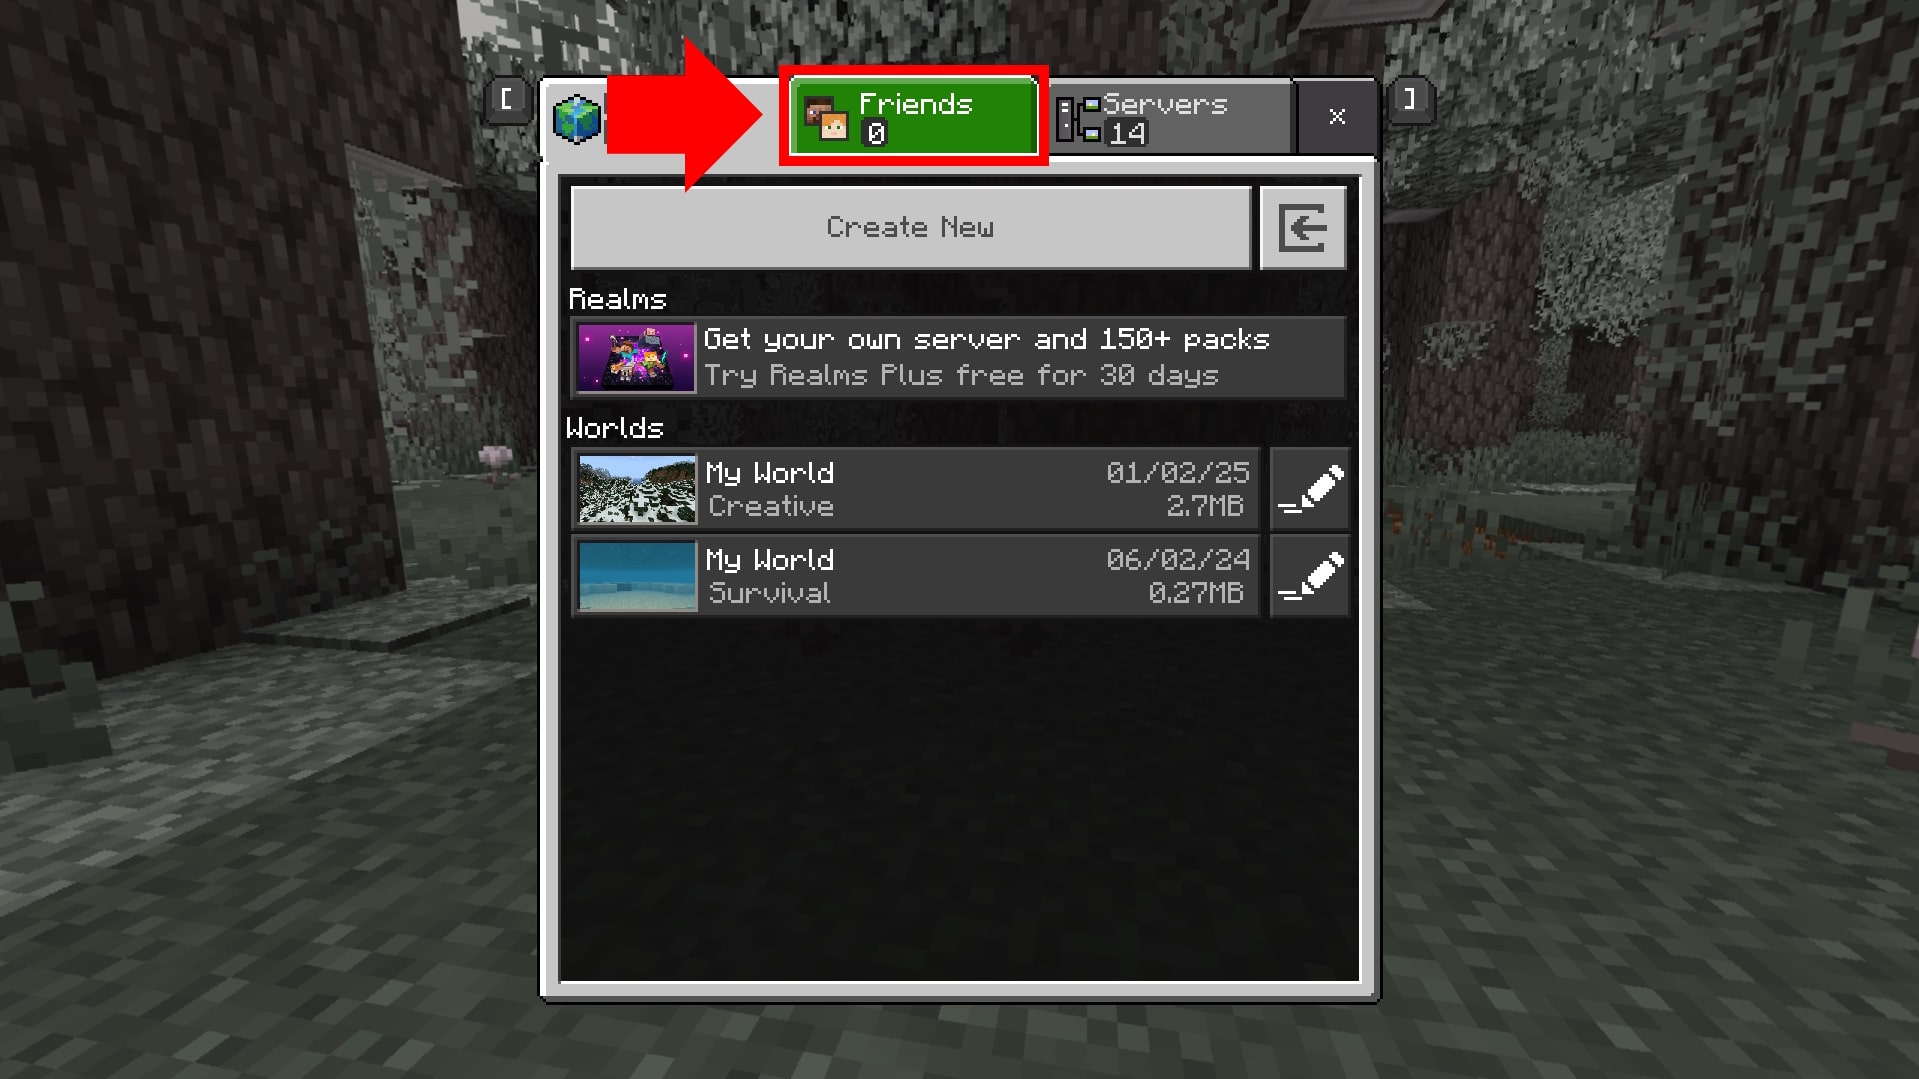 [
Friends
0
Servers
14
x
]
Create New
Realms
Get your own server and 150+ packs
Try Realms Plus free for 30 days
Worlds
My World
01/02/25
Creative
2.7MB
My World
06/02/24
Survival
0.27MB